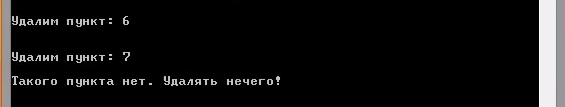 Удалим пункт: 6
Удалим пункт: 7
Такого пункта нет. Удалять нечего!